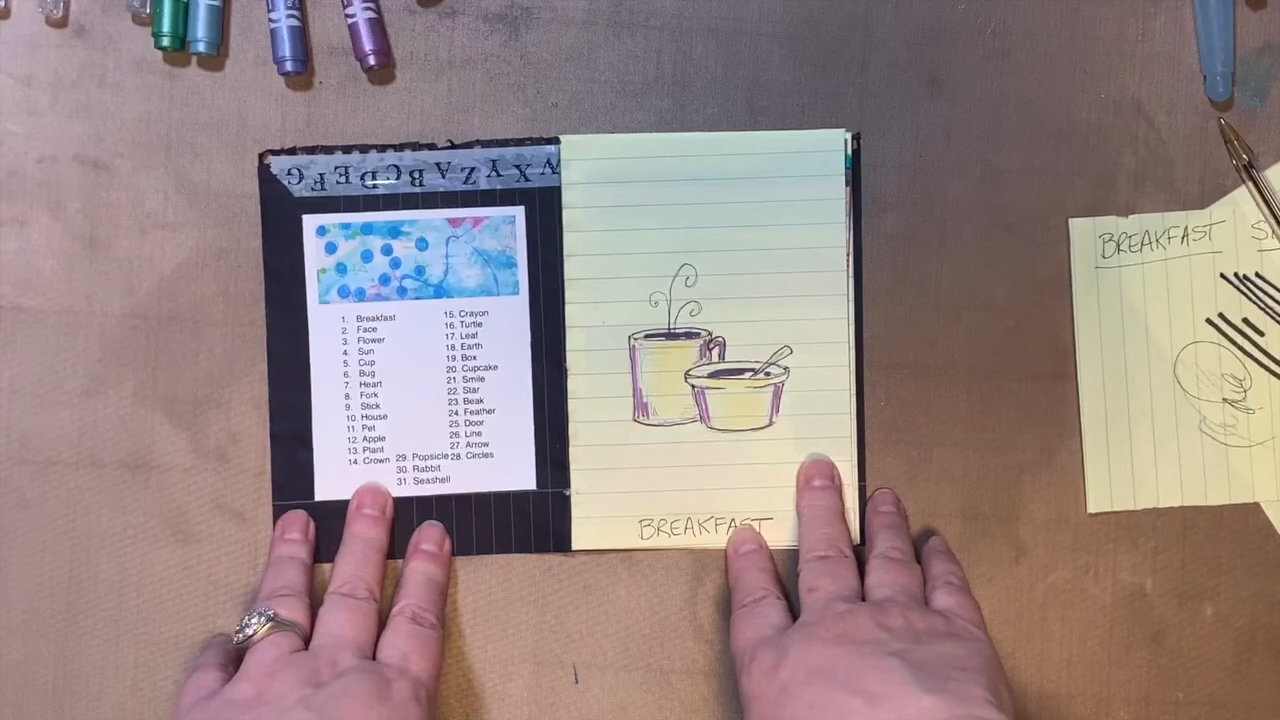 V X Y Z A B C D E F G
1. Breakfast
2. Face
3. Flower
4. Sun
5. Cup
6. Bug
7. Heart
8. Fork
9. Stick
10. House
11. Pet
12. Apple
13. Plant
14. Crown
15. Crayon
16. Turtle
17. Leaf
18. Earth
19. Box
20. Cupcake
21. Smile
22. Star
23. Beak
24. Feather
25. Door
26. Line
27. Arrow
28. Circles
29. Popsicle
30. Rabbit
31. Seashell
BREAKFAST
BREAKFAST